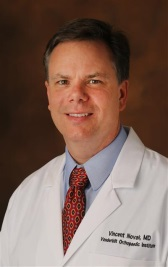 Vincent Novak, MD
Vanderbilt Orthopaedic Institute